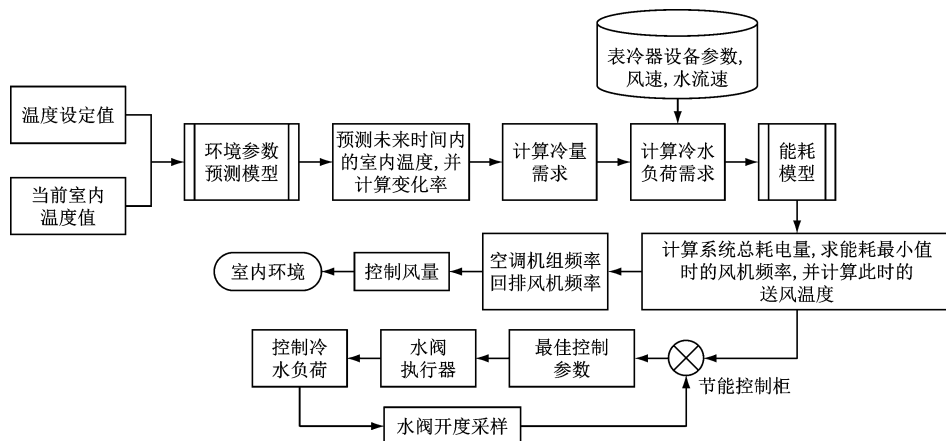 表冷器设备参数,
风速, 水流速
温度设定值
当前室内
温度值
环境参数
预测模型
预测未来时间内
的室内温度, 并
计算变化率
计算冷量
需求
计算冷水
负荷需求
能耗
模型
计算系统总耗电量, 求能耗最小值
时的风机频率, 并计算此时的
送风温度
空调机组频率
回排风机频率
控制风量
室内环境
控制冷
水负荷
水阀
执行器
最佳控制
参数
节能控制柜
水阀开度采样